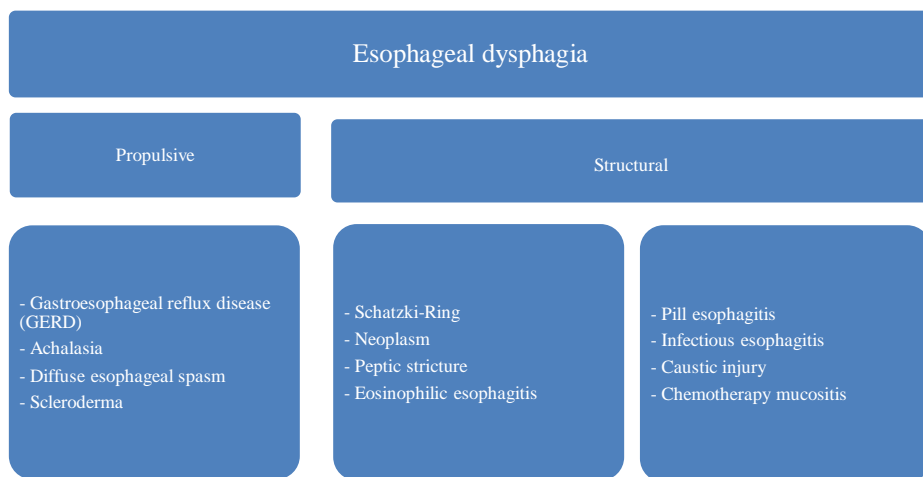 Esophageal dysphagia
Propulsive
Structural
- Gastroesophageal reflux disease
(GERD)
- Achalasia
- Diffuse esophageal spasm
- Scleroderma
- Schatzki-Ring
- Neoplasm
- Peptic stricture
- Eosinophilic esophagitis
- Pill esophagitis
- Infectious esophagitis
- Caustic injury
- Chemotherapy mucositis